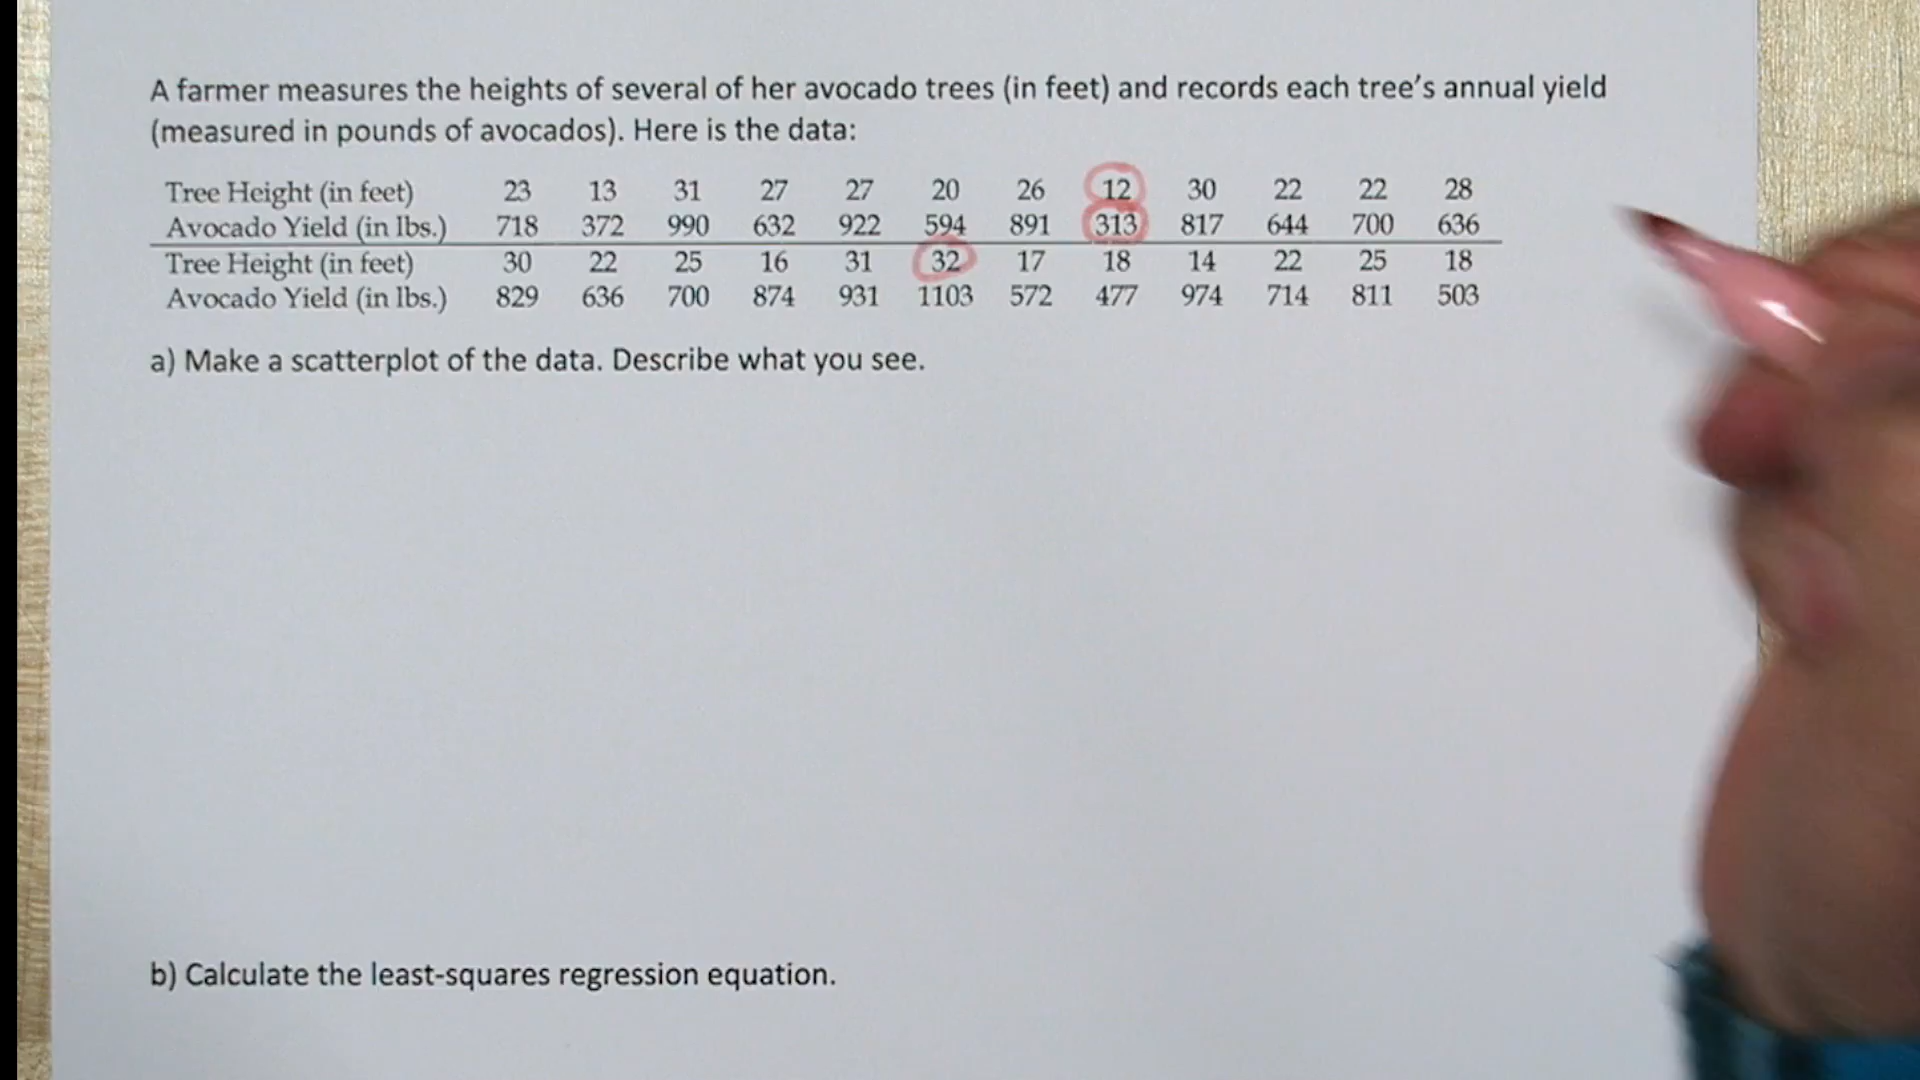 A farmer measures the heights of several of her avocado trees (in feet) and records each tree's annual yield
(measured in pounds of avocados). Here is the data:
Tree Height (in feet) 23 13 31 27 27 20 26 12 30 22 22 28
Avocado Yield (in lbs.) 718 372 990 632 922 594 891 313 817 644 700 636
Tree Height (in feet) 30 22 25 16 31 32 17 18 14 22 25 18
Avocado Yield (in lbs.) 829 636 700 874 931 1103 572 477 974 714 811 503
a) Make a scatterplot of the data. Describe what you see.
b) Calculate the least-squares regression equation.